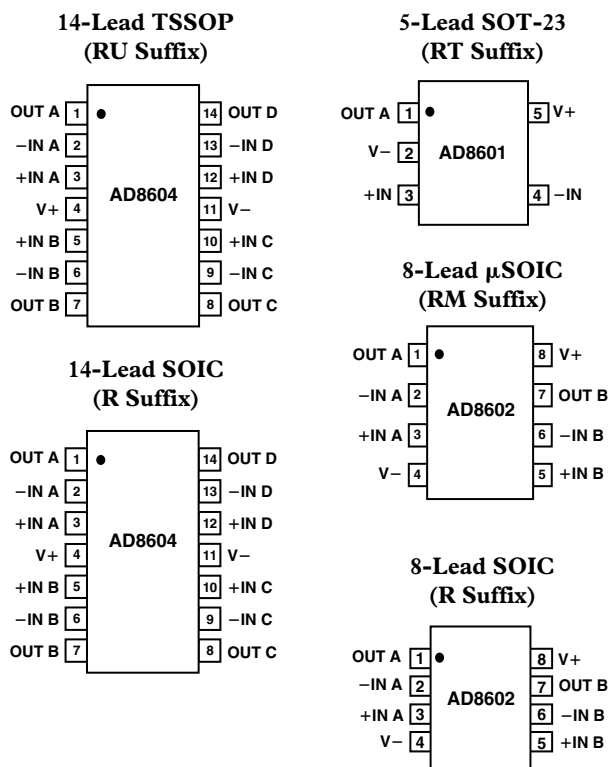 14-Lead TSSOP
(RU Suffix)
OUT A 1 14 OUT D
−IN A 2 13 −IN D
+IN A 3 12 +IN D
AD8604
V+ 4 11 V−
+IN B 5 10 +IN C
−IN B 6 9 −IN C
OUT B 7 8 OUT C
14-Lead SOIC
(R Suffix)
OUT A 1 14 OUT D
−IN A 2 13 −IN D
+IN A 3 12 +IN D
AD8604
V+ 4 11 V−
+IN B 5 10 +IN C
−IN B 6 9 −IN C
OUT B 7 8 OUT C
5-Lead SOT-23
(RT Suffix)
OUT A 1 5 V+
V− 2 AD8601
+IN 3 4 −IN
8-Lead μSOIC
(RM Suffix)
OUT A 1 8 V+
−IN A 2 7 OUT B
AD8602
+IN A 3 6 −IN B
V− 4 5 +IN B
8-Lead SOIC
(R Suffix)
OUT A 1 8 V+
−IN A 2 7 OUT B
AD8602
+IN A 3 6 −IN B
V− 4 5 +IN B